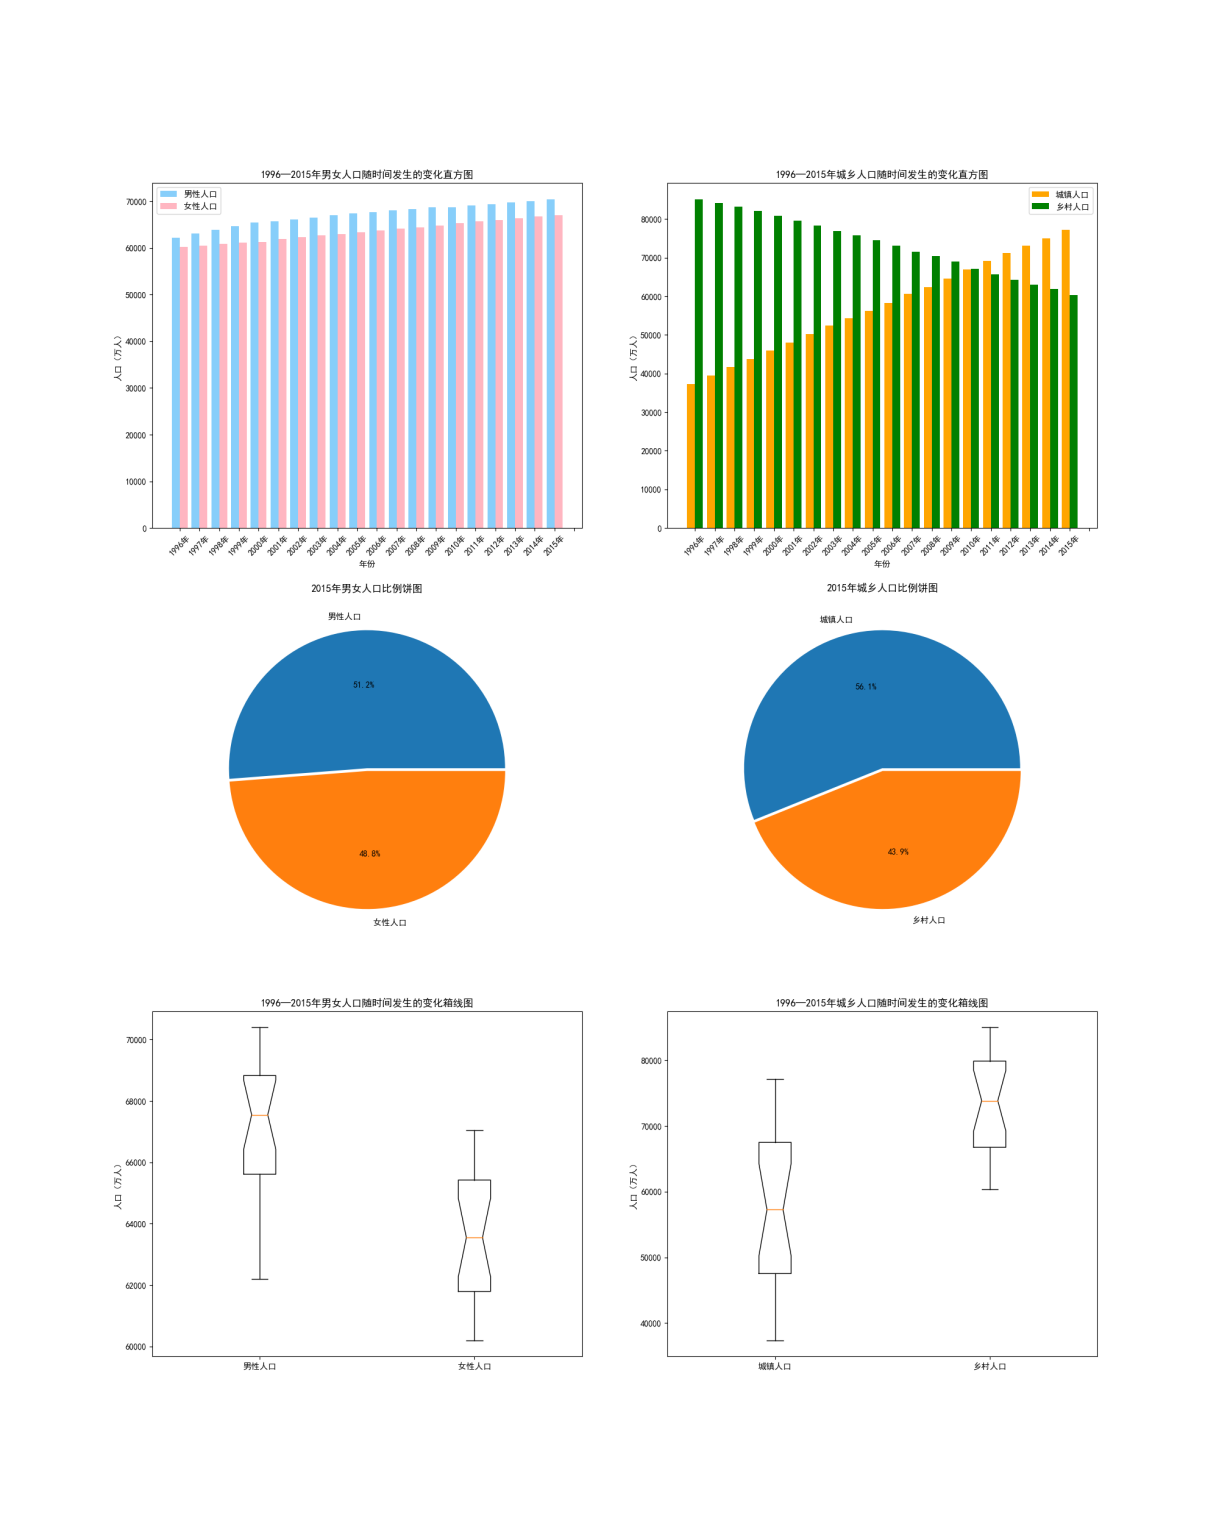 1996—2015年男女人口随时间发生的变化直方图
男性人口
女性人口
70000
60000
50000
40000
30000
20000
10000
0
人口（万人）
1996年 1997年 1998年 1999年 2000年 2001年 2002年 2003年 2004年 2005年 2006年 2007年 2008年 2009年 2010年 2011年 2012年 2013年 2014年 2015年
年份
1996—2015年城乡人口随时间发生的变化直方图
城镇人口
乡村人口
80000
70000
60000
50000
40000
30000
20000
10000
0
人口（万人）
1996年 1997年 1998年 1999年 2000年 2001年 2002年 2003年 2004年 2005年 2006年 2007年 2008年 2009年 2010年 2011年 2012年 2013年 2014年 2015年
年份
2015年男女人口比例饼图
男性人口
51.2%
48.8%
女性人口
2015年城乡人口比例饼图
城镇人口
56.1%
43.9%
乡村人口
1996—2015年男女人口随时间发生的变化箱线图
70000
68000
66000
64000
62000
60000
人口（万人）
男性人口 女性人口
1996—2015年城乡人口随时间发生的变化箱线图
80000
70000
60000
50000
40000
人口（万人）
城镇人口 乡村人口